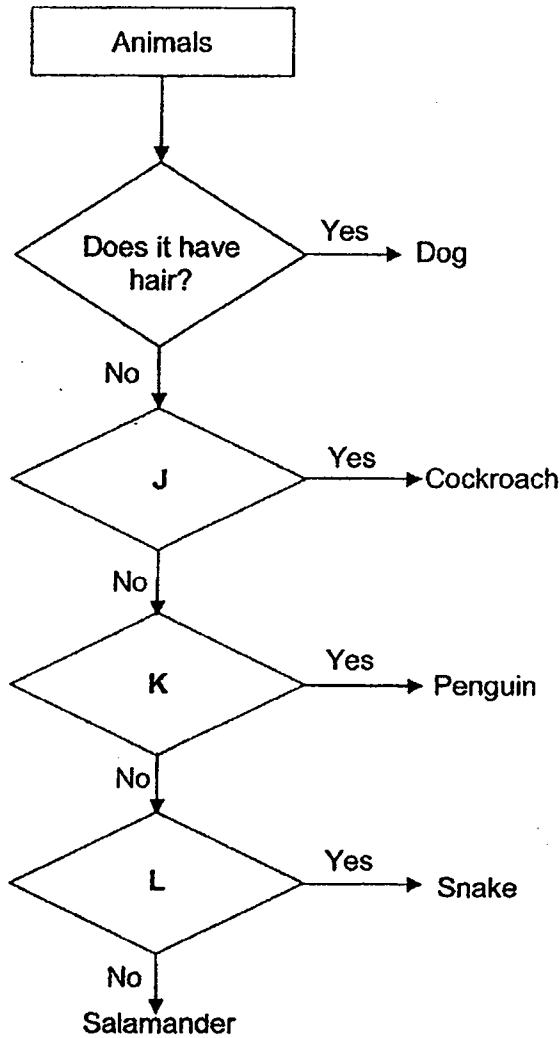 Animals
Does it have
hair?
Yes
Dog
No
J
Yes
Cockroach
No
K
Yes
Penguin
No
L
Yes
Snake
No
Salamander